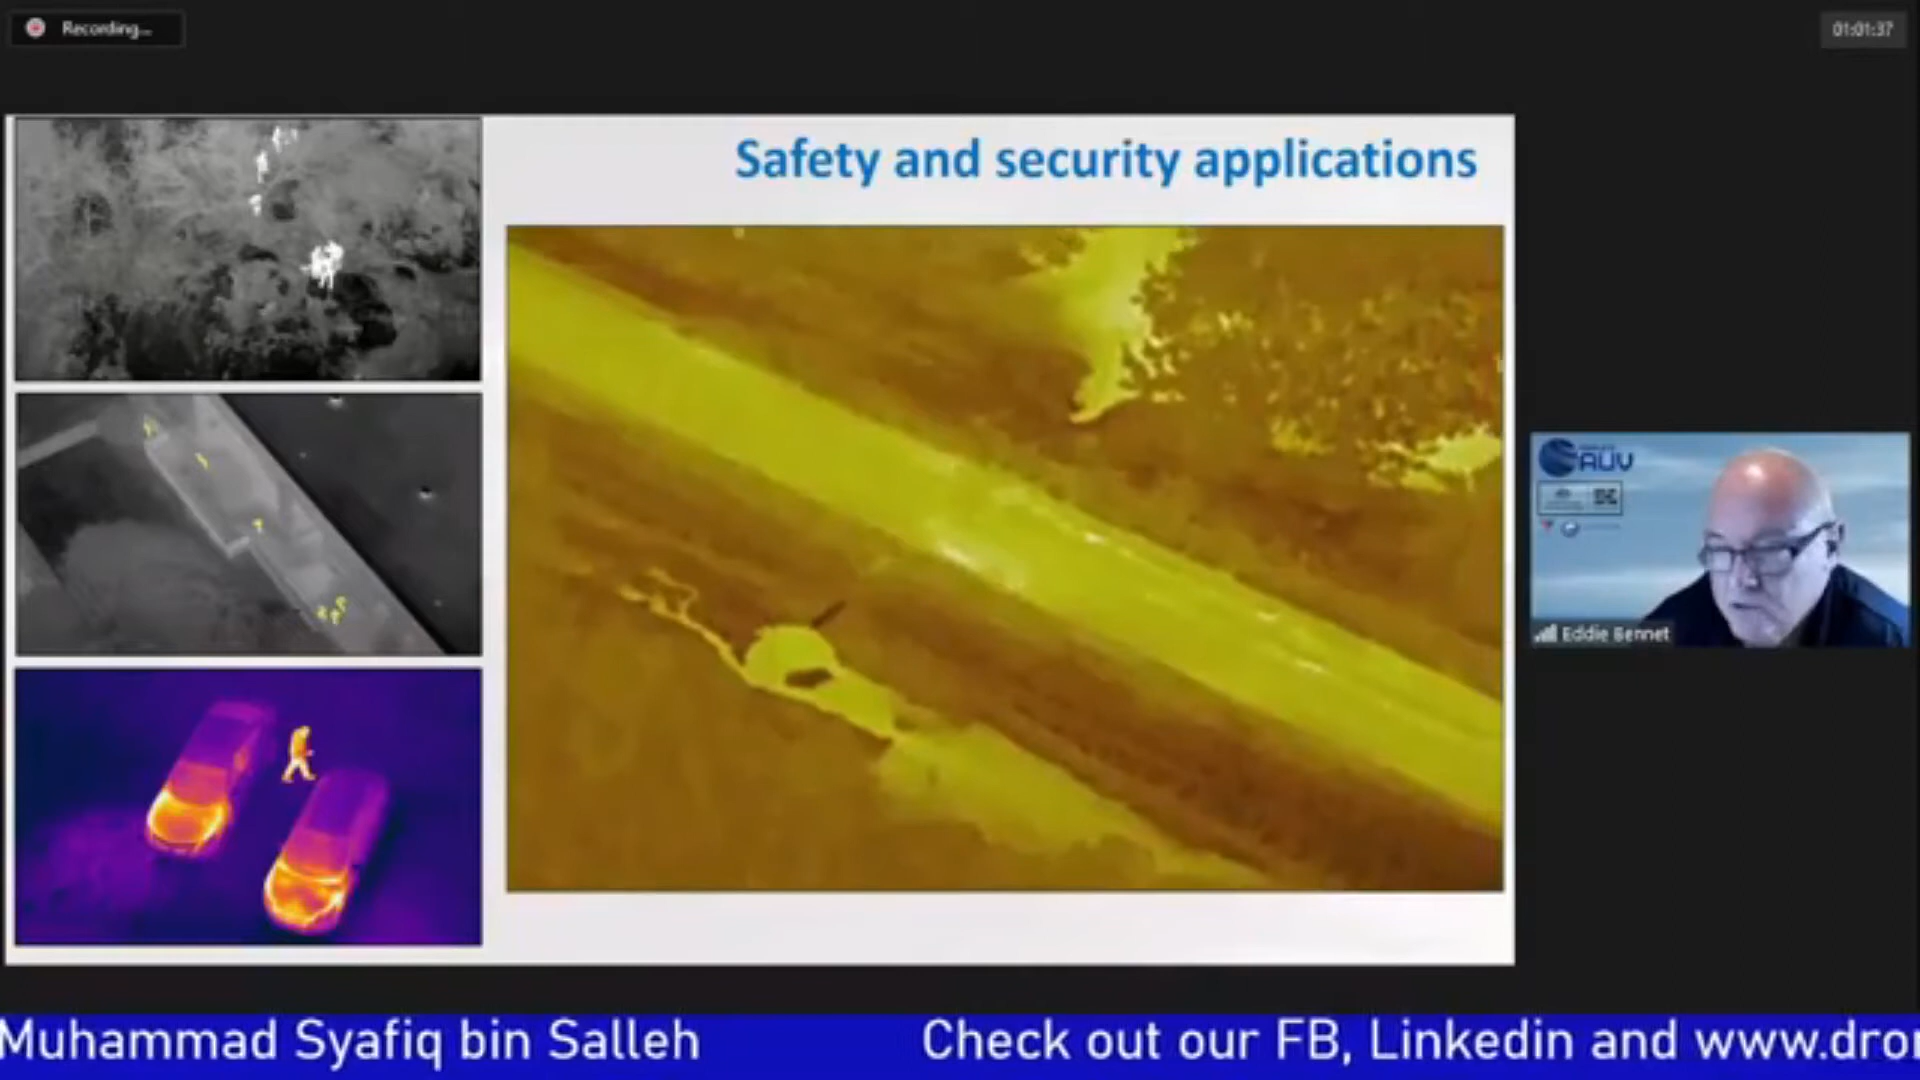 Recording...
01:01:37
Safety and security applications
AUV
Eddie Bennet
Muhammad Syafiq bin Salleh
Check out our FB, Linkedin and www.dron